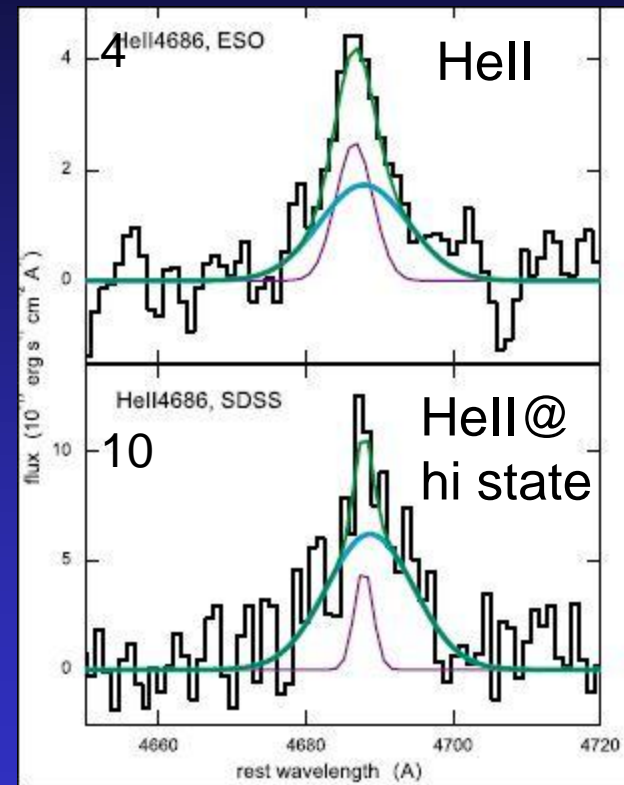 HeII4686, ESO
4
HeII
4
2
0
HeII4686, SDSS
10
HeII@
hi state
10
5
0
4660
4680
4700
4720
rest wavelength (A)
flux (10 erg s cm A )